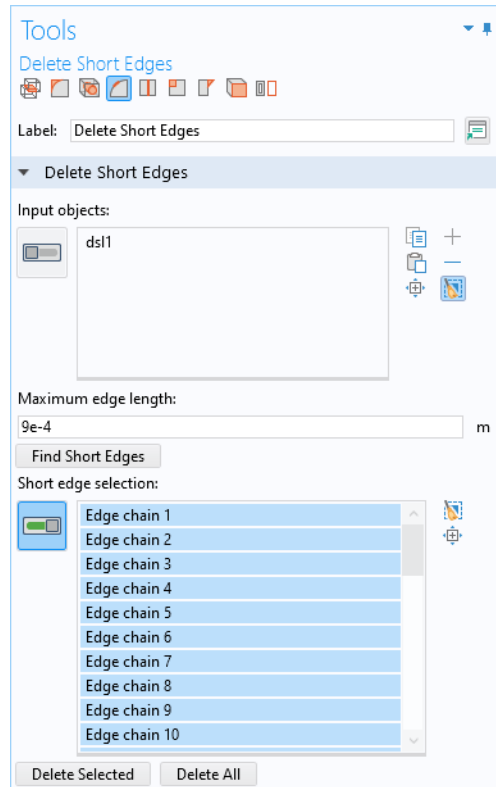 Tools
Delete Short Edges
Label: Delete Short Edges
Delete Short Edges
Input objects:
dsl1
Maximum edge length:
9e-4 m
Find Short Edges
Short edge selection:
Edge chain 1
Edge chain 2
Edge chain 3
Edge chain 4
Edge chain 5
Edge chain 6
Edge chain 7
Edge chain 8
Edge chain 9
Edge chain 10
Delete Selected Delete All